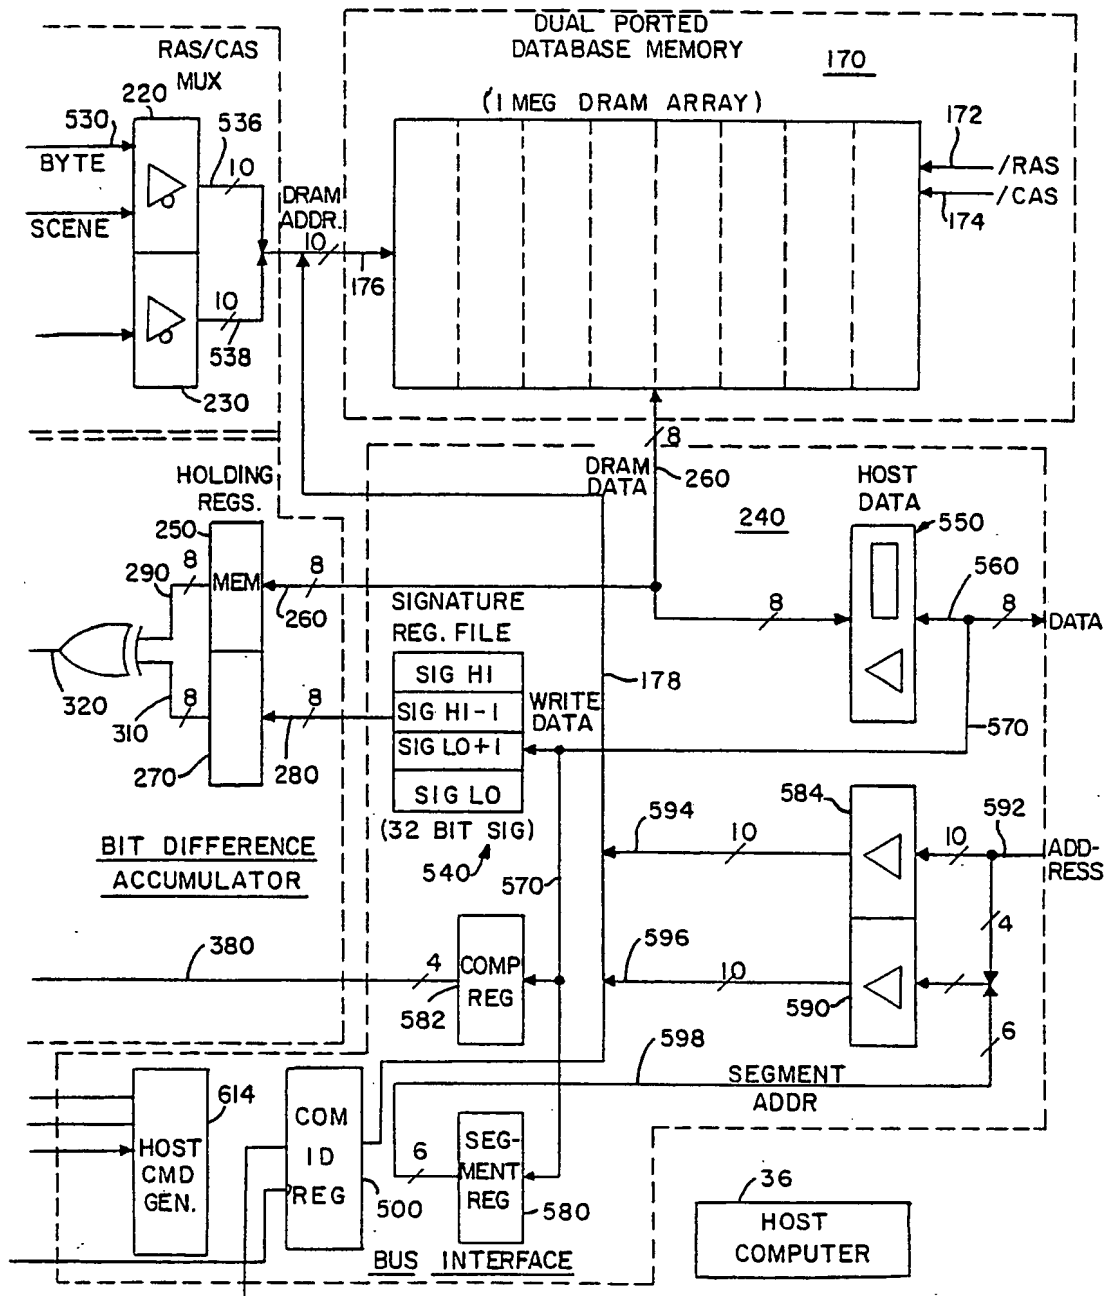 DUAL PORTED
DATABASE MEMORY
170
(1 MEG DRAM ARRAY)
172
/RAS
/CAS
174
RAS/CAS
MUX
220
530
536
BYTE
10
SCENE
DRAM
ADDR.
10
176
10
538
230
8
DRAM
DATA
260
HOLDING
REGS.
250
290
8
MEM
8
260
320
310
8
8
270
280
SIGNATURE
REG. FILE
SIG HI
SIG HI-1
SIG LO+1
SIG LO
(32 BIT SIG)
540
WRITE
DATA
178
240
HOST
DATA
550
560
8
8
DATA
570
BIT DIFFERENCE
ACCUMULATOR
584
592
594
10
10
ADD-
RESS
570
4
380
4
COMP
REG
582
596
10
590
6
598
SEGMENT
ADDR
614
HOST
CMD
GEN.
COM
ID
REG
500
6
SEG-
MENT
REG
580
BUS INTERFACE
36
HOST
COMPUTER